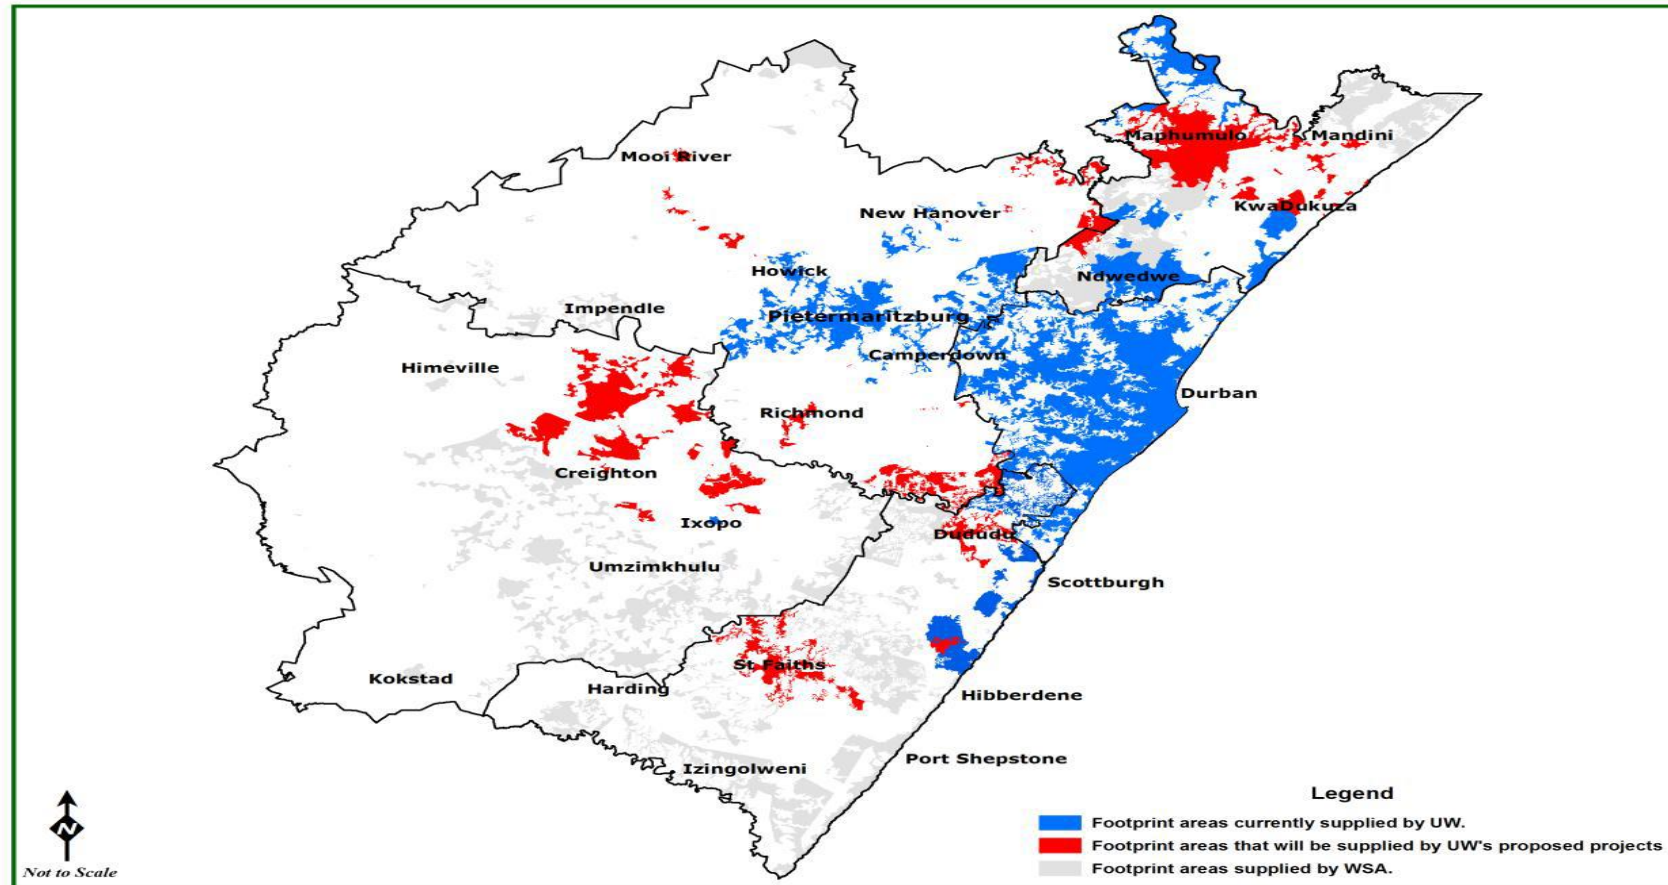 Maphumulo
Mandini
Mooi River
KwaDukuza
New Hanover
Howick
Ndwedwe
Impendle
Pietermaritzburg
Himeville
Camperdown
Durban
Richmond
Creighton
Ixopo
Dududu
Umzimkhulu
Scottburgh
St Faiths
Kokstad
Harding
Hibberdene
Port Shepstone
Izingolweni
Legend
Footprint areas currently supplied by UW.
Footprint areas that will be supplied by UW's proposed projects
Footprint areas supplied by WSA.
N
Not to Scale